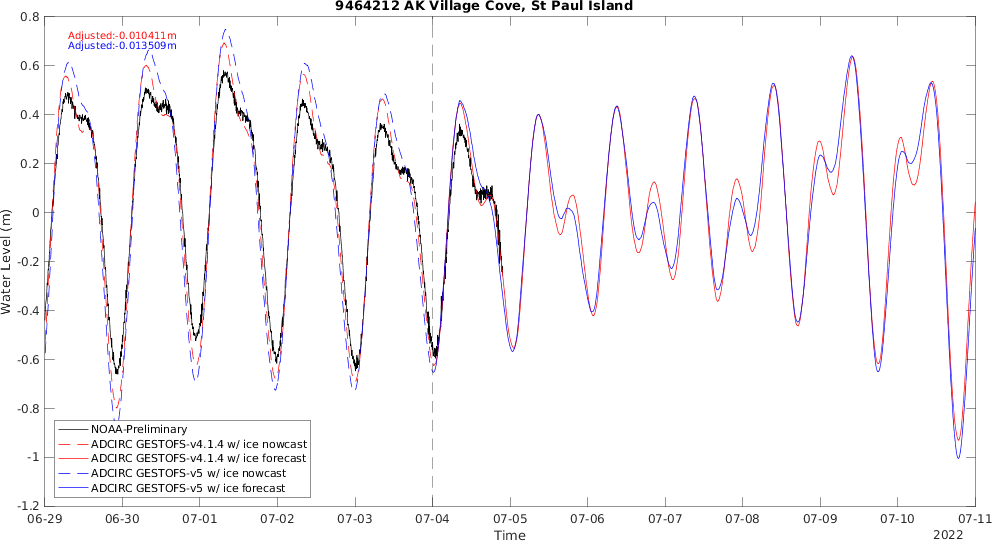 9464212 AK Village Cove, St Paul Island
Adjusted:-0.010411m
Adjusted:-0.013509m
Water Level (m)
0.8
0.6
0.4
0.2
0
-0.2
-0.4
-0.6
-0.8
-1
-1.2
NOAA-Preliminary
ADCIRC GESTOFS-v4.1.4 w/ ice nowcast
ADCIRC GESTOFS-v4.1.4 w/ ice forecast
ADCIRC GESTOFS-v5 w/ ice nowcast
ADCIRC GESTOFS-v5 w/ ice forecast
06-29 06-30 07-01 07-02 07-03 07-04 07-05 07-06 07-07 07-08 07-09 07-10 07-11
Time
2022